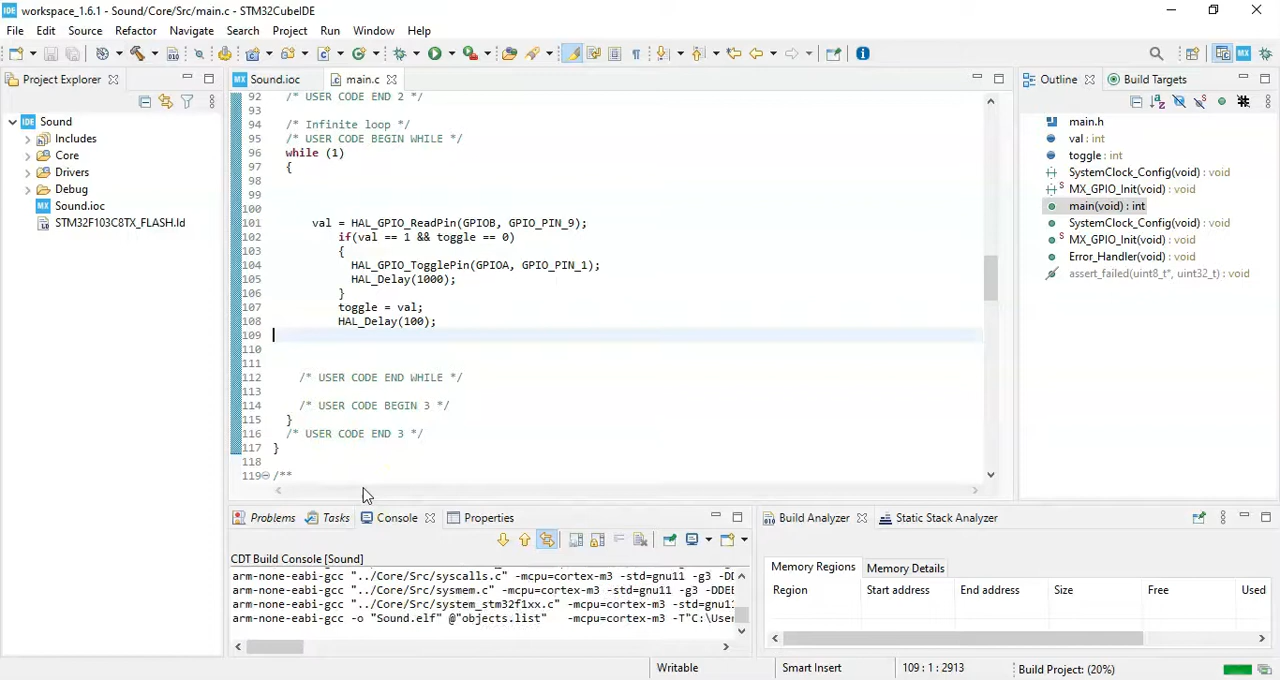 IDE workspace_1.6.1 - Sound/Core/Src/main.c - STM32CubeIDE
File Edit Source Refactor Navigate Search Project Run Window Help
Project Explorer
MX Sound.ioc
main.c
Outline
Build Targets
IDE Sound
Includes
Core
Drivers
Debug
MX Sound.ioc
STM32F103C8TX_FLASH.ld
92 /* USER CODE END 2 */
93
94 /* Infinite loop */
95 /* USER CODE BEGIN WHILE */
96 while (1)
97 {
98
99
100
101 val = HAL_GPIO_ReadPin(GPIOB, GPIO_PIN_9);
102 if(val == 1 && toggle == 0)
103 {
104 HAL_GPIO_TogglePin(GPIOA, GPIO_PIN_1);
105 HAL_Delay(1000);
106 }
107 toggle = val;
108 HAL_Delay(100);
109
110
111
112 /* USER CODE END WHILE */
113
114 /* USER CODE BEGIN 3 */
115 }
116 /* USER CODE END 3 */
117 }
118
119 /**
main.h
val : int
toggle : int
SystemClock_Config(void) : void
MX_GPIO_Init(void) : void
main(void) : int
SystemClock_Config(void) : void
MX_GPIO_Init(void) : void
Error_Handler(void) : void
assert_failed(uint8_t*, uint32_t) : void
Problems Tasks Console Properties
CDT Build Console [Sound]
arm-none-eabi-gcc "../Core/Src/syscalls.c" -mcpu=cortex-m3 -std=gnu11 -g3 -DDE
arm-none-eabi-gcc "../Core/Src/sysmem.c" -mcpu=cortex-m3 -std=gnu11 -g3 -DDEB
arm-none-eabi-gcc "../Core/Src/system_stm32f1xx.c" -mcpu=cortex-m3 -std=gnu11
arm-none-eabi-gcc -o "Sound.elf" @"objects.list" -mcpu=cortex-m3 -T"C:\User
Build Analyzer Static Stack Analyzer
Memory Regions Memory Details
Region Start address End address Size Free Used
Writable Smart Insert 109 : 1 : 2913 Build Project: (20%)